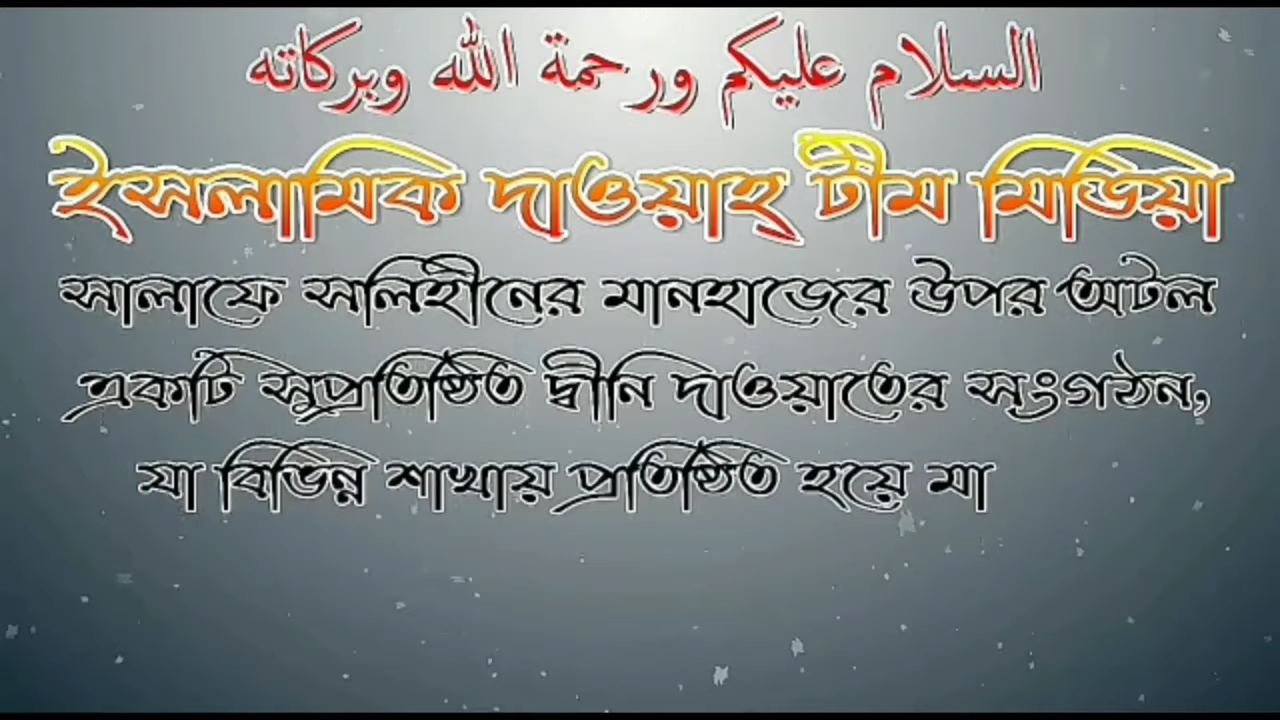 السلام عليكم ورحمة الله وبركاته
ইসলামিক দাওয়াহ্ টীম মিডিয়া
সালাফে সলিহীনের মানহাজের উপর অটল
একটি সুপ্রতিষ্ঠিত দ্বীনি দাওয়াতের সংগঠন,
যা বিভিন্ন শাখায় প্রতিষ্ঠিত হয়ে মা